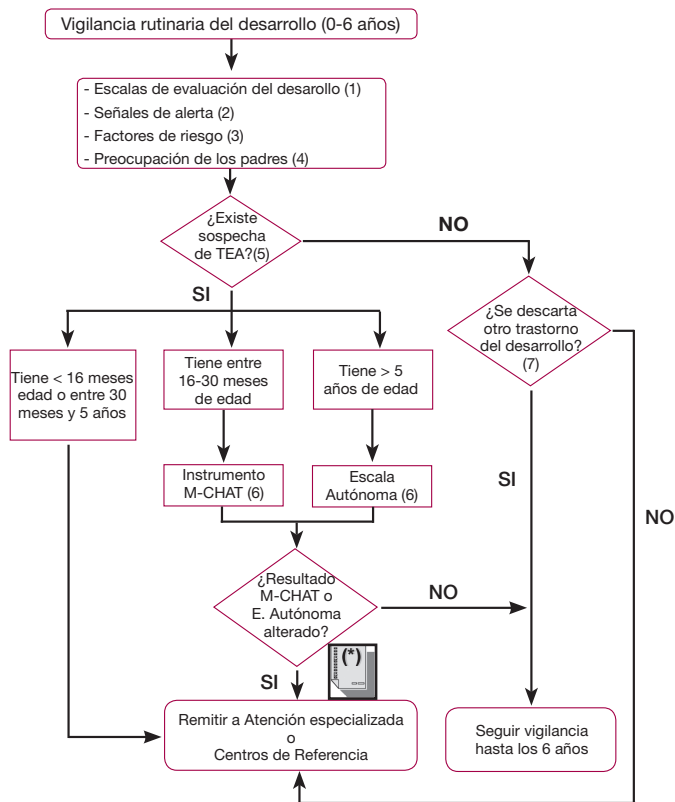 Vigilancia rutinaria del desarrollo (0-6 años)
- Escalas de evaluación del desarollo (1)
- Señales de alerta (2)
- Factores de riesgo (3)
- Preocupación de los padres (4)
¿Existe
sospecha
de TEA?(5)
NO
SI
¿Se descarta
otro trastorno
del desarrollo?
(7)
Tiene < 16 meses
edad o entre 30
meses y 5 años
Tiene entre
16-30 meses
de edad
Tiene > 5
años de edad
Instrumento
M-CHAT (6)
Escala
Autónoma (6)
SI
NO
¿Resultado
M-CHAT o
E. Autónoma
alterado?
NO
(*)
SI
Remitir a Atención especializada
o
Centros de Referencia
Seguir vigilancia
hasta los 6 años